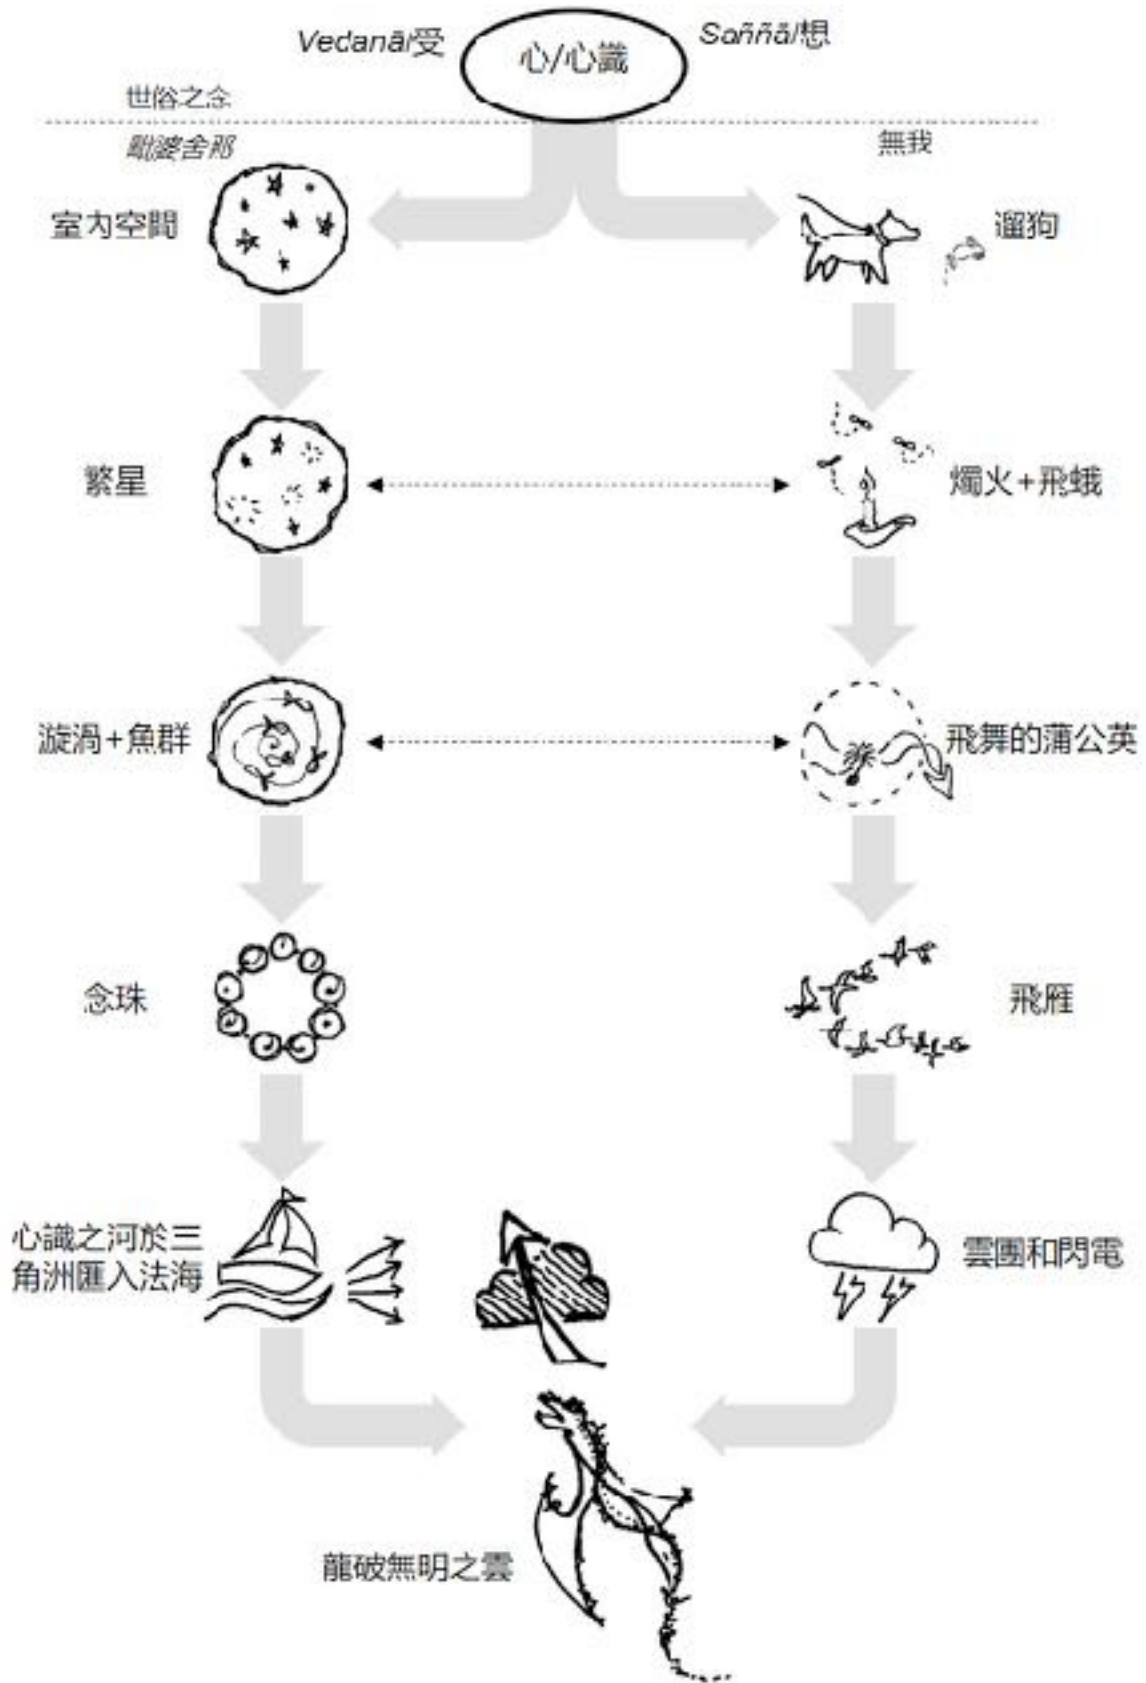 Vedanā/受
心/心識
Saññā/想
世俗之念
毗婆舍那
無我
室內空間
遛狗
繁星
燭火+飛蛾
漩渦+魚群
飛舞的蒲公英
念珠
飛雁
心識之河於三
角洲匯入法海
雲團和閃電
龍破無明之雲